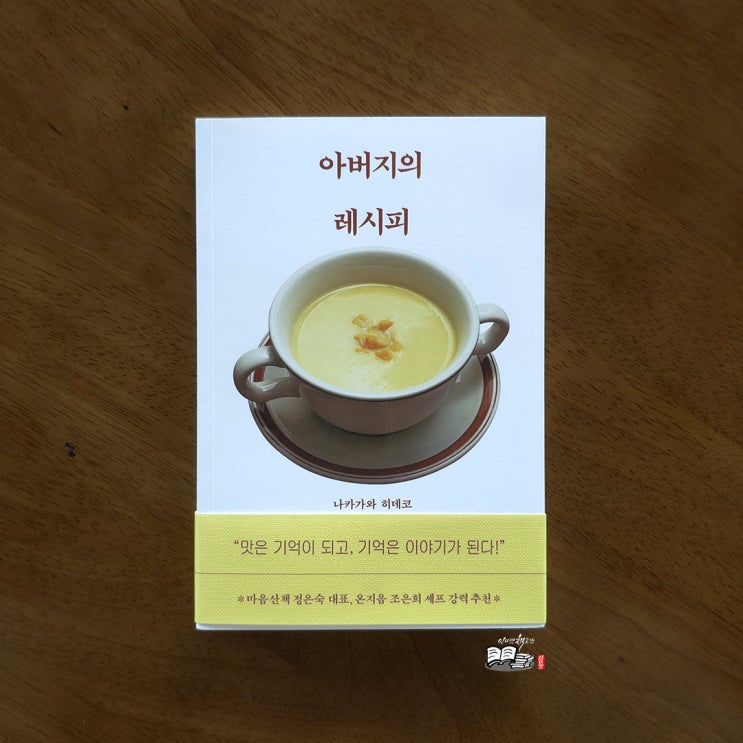 아버지의
레시피
나카가와 히데코
“맛은 기억이 되고, 기억은 이야기가 된다!”
*마음산책 정은숙 대표, 온지음 조은희 셰프 강력 추천*